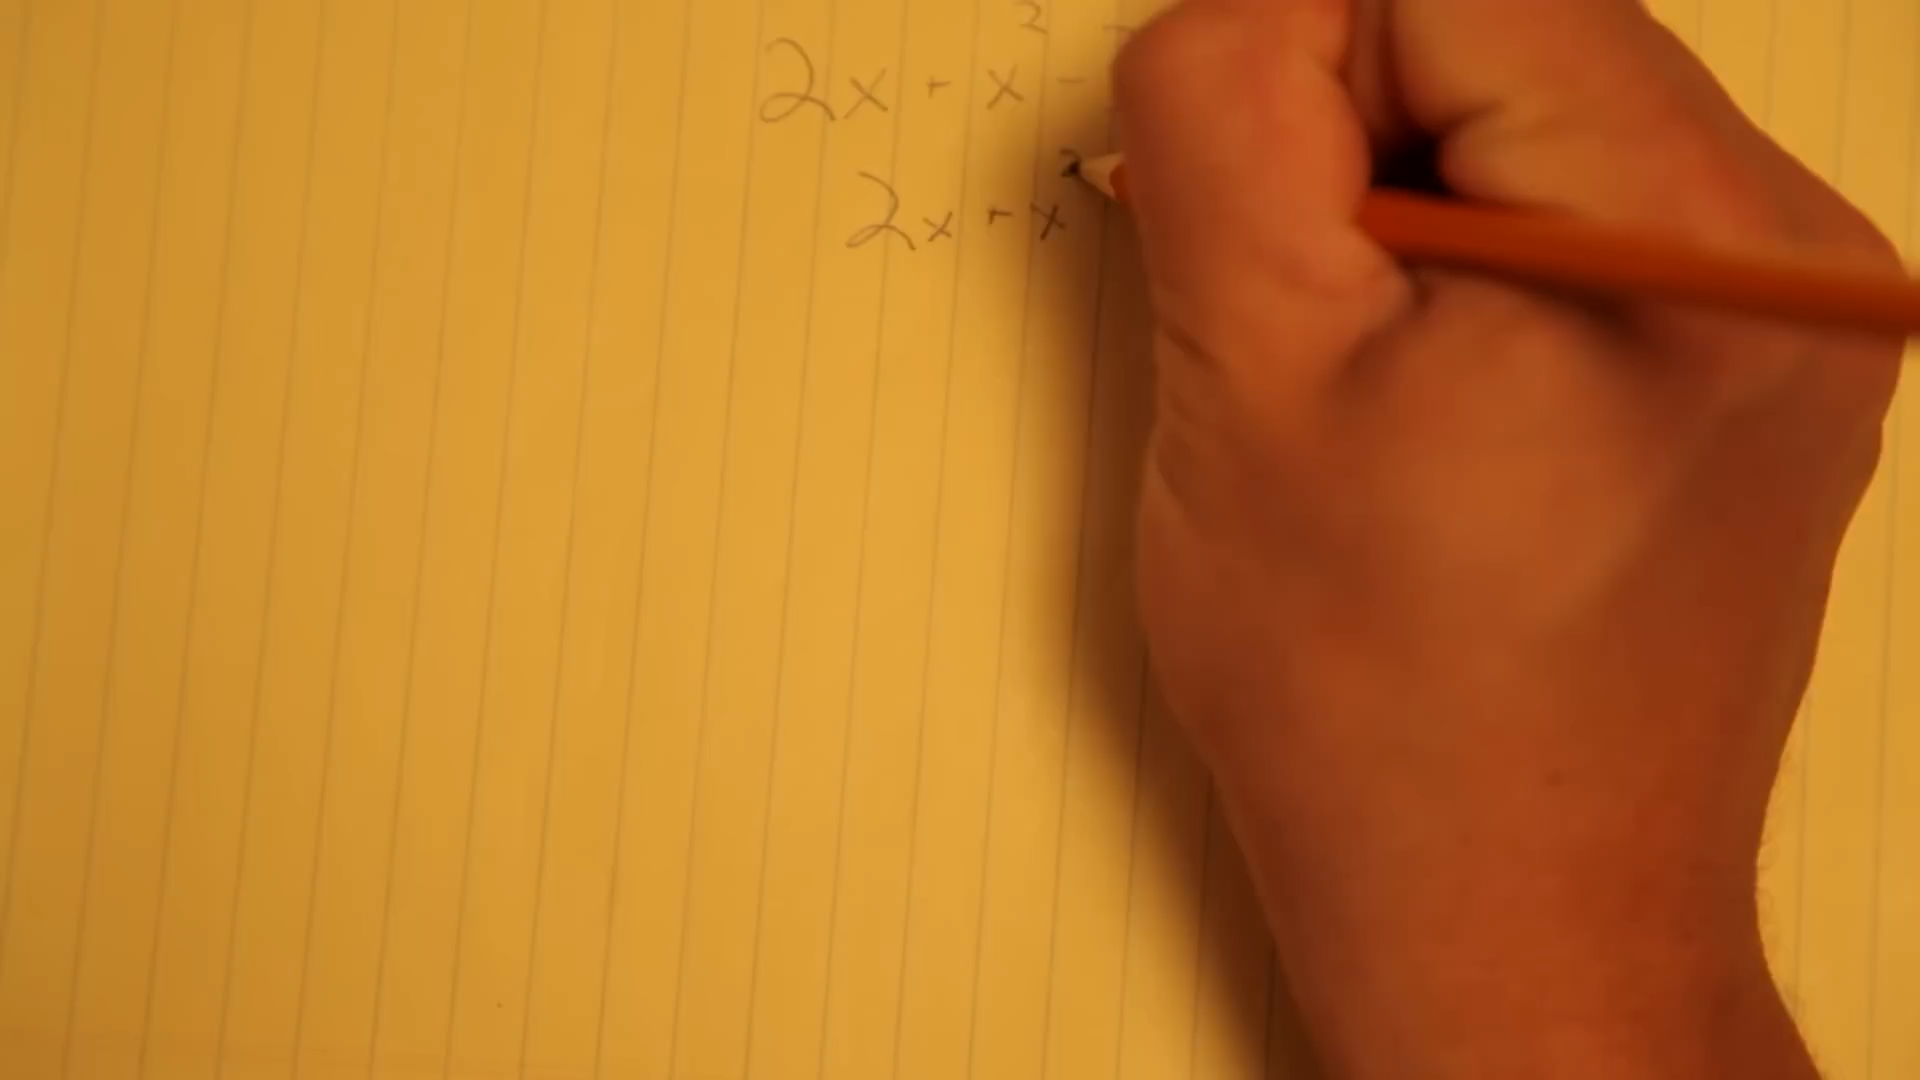 2x + x² -
2x + x²